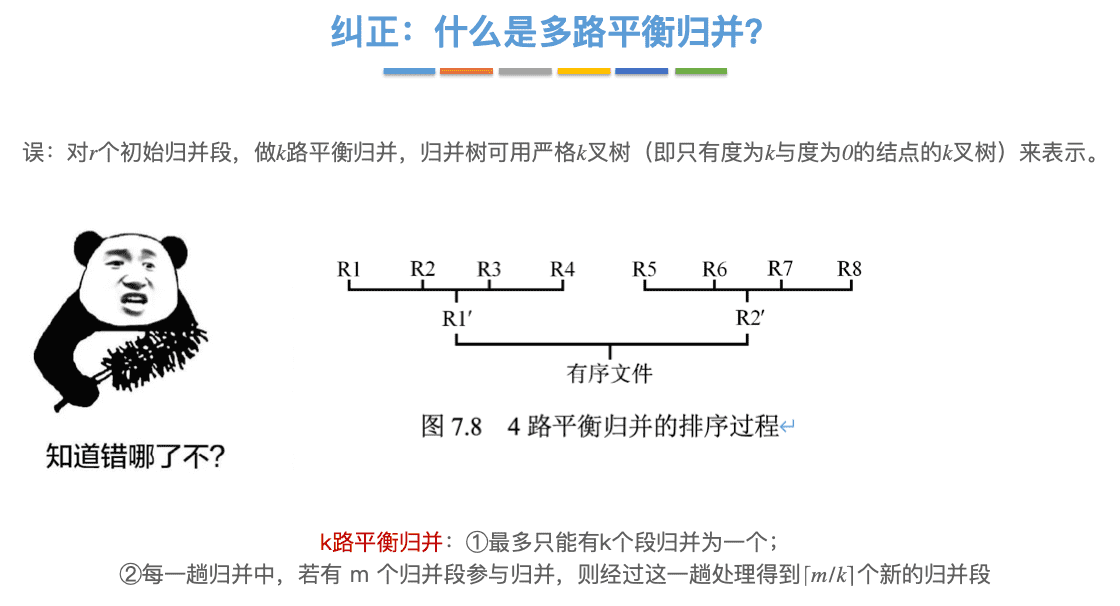 纠正：什么是多路平衡归并?
误：对r个初始归并段，做k路平衡归并，归并树可用严格k叉树（即只有度为k与度为0的结点的k叉树）来表示。
R1 R2 R3 R4 R5 R6 R7 R8
R1′ R2′
有序文件
图 7.8 4 路平衡归并的排序过程↵
知道错哪了不?
k路平衡归并：①最多只能有k个段归并为一个；
②每一趟归并中，若有 m 个归并段参与归并，则经过这一趟处理得到⌈m/k⌉个新的归并段